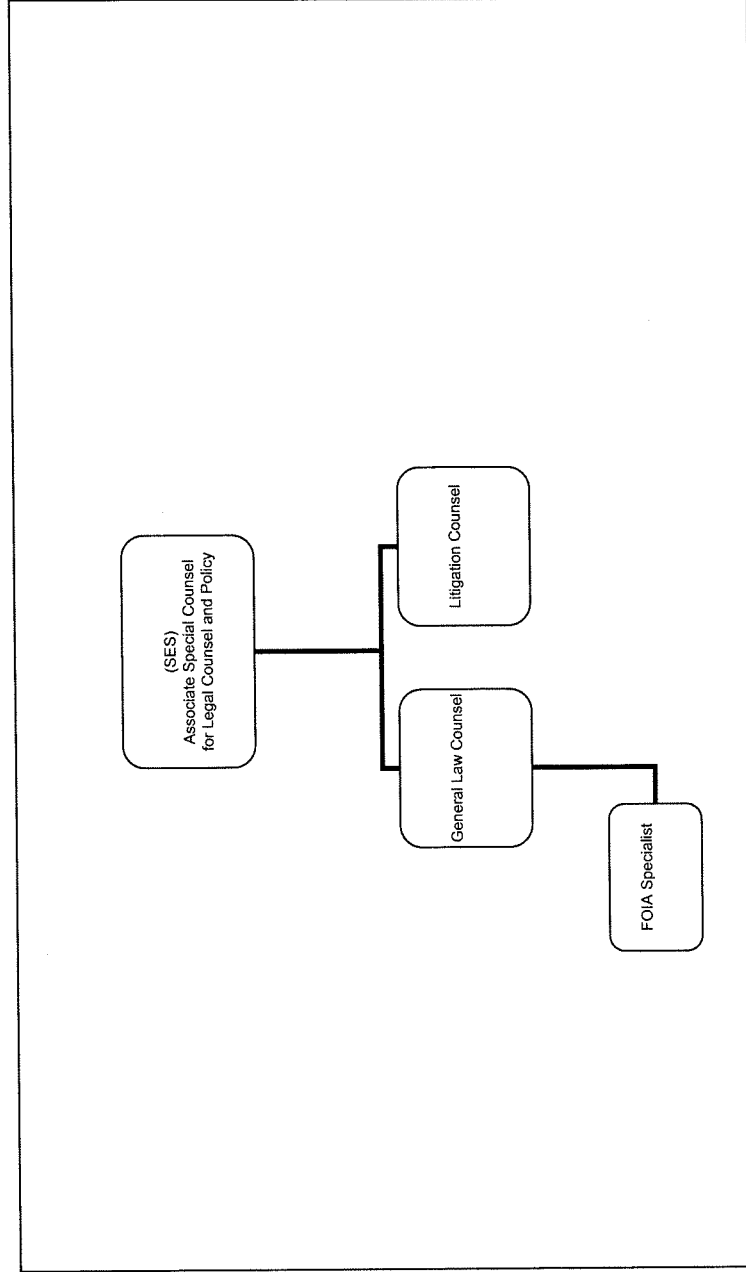 (SES)
Associate Special Counsel
for Legal Counsel and Policy
General Law Counsel
Litigation Counsel
FOIA Specialist